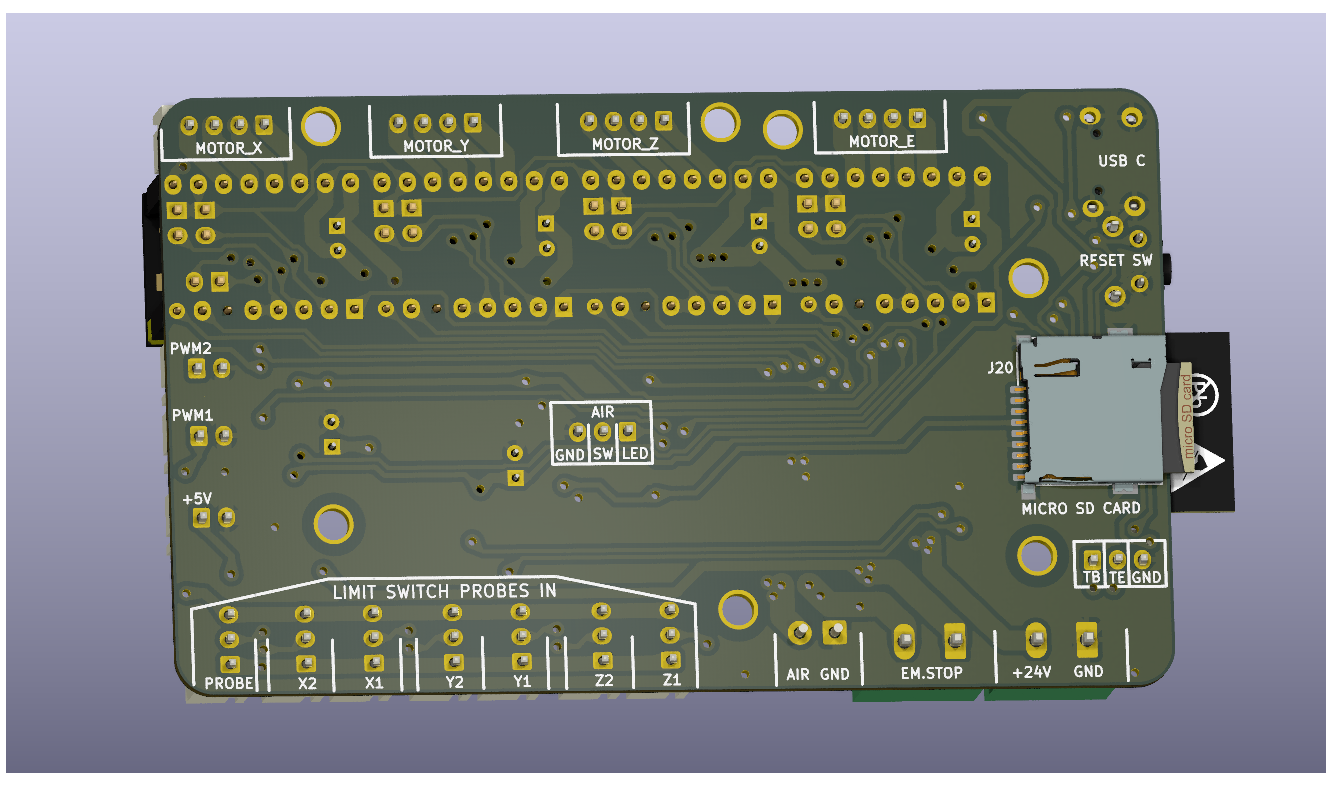 MOTOR_X
MOTOR_Y
MOTOR_Z
MOTOR_E
USB C
RESET SW
PWM2
J20
micro SD card
PWM1
AIR
GND SW LED
+5V
MICRO SD CARD
TB TE GND
LIMIT SWITCH PROBES IN
PROBE X2 X1 Y2 Y1 Z2 Z1
AIR GND EM.STOP +24V GND